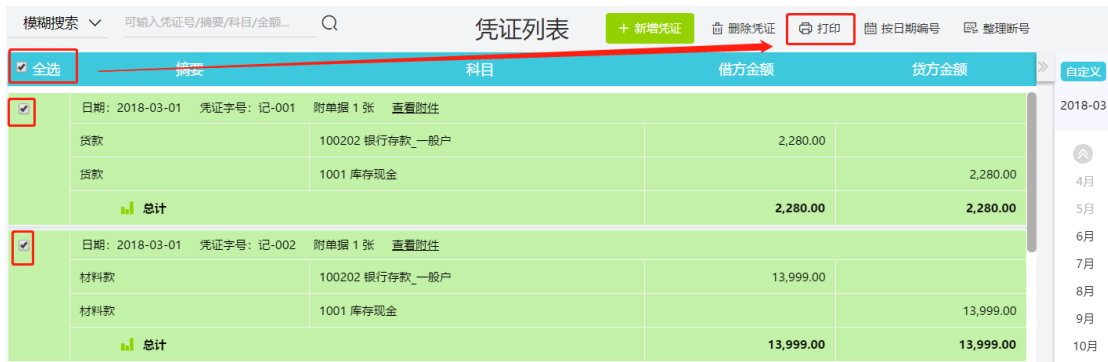 模糊搜索 可输入凭证号/摘要/科目/金额... 凭证列表 + 新增凭证 删除凭证 打印 按日期编号 整理断号
全选 摘要 科目 借方金额 贷方金额 自定义
日期: 2018-03-01 凭证字号: 记-001 附单据 1 张 查看附件 2018-03
货款 100202 银行存款_一般户 2,280.00
货款 1001 库存现金 2,280.00 4月
总计 2,280.00 2,280.00 5月
日期: 2018-03-01 凭证字号: 记-002 附单据 1 张 查看附件 6月
材料款 100202 银行存款_一般户 13,999.00 7月
8月
材料款 1001 库存现金 13,999.00 9月
总计 13,999.00 13,999.00 10月